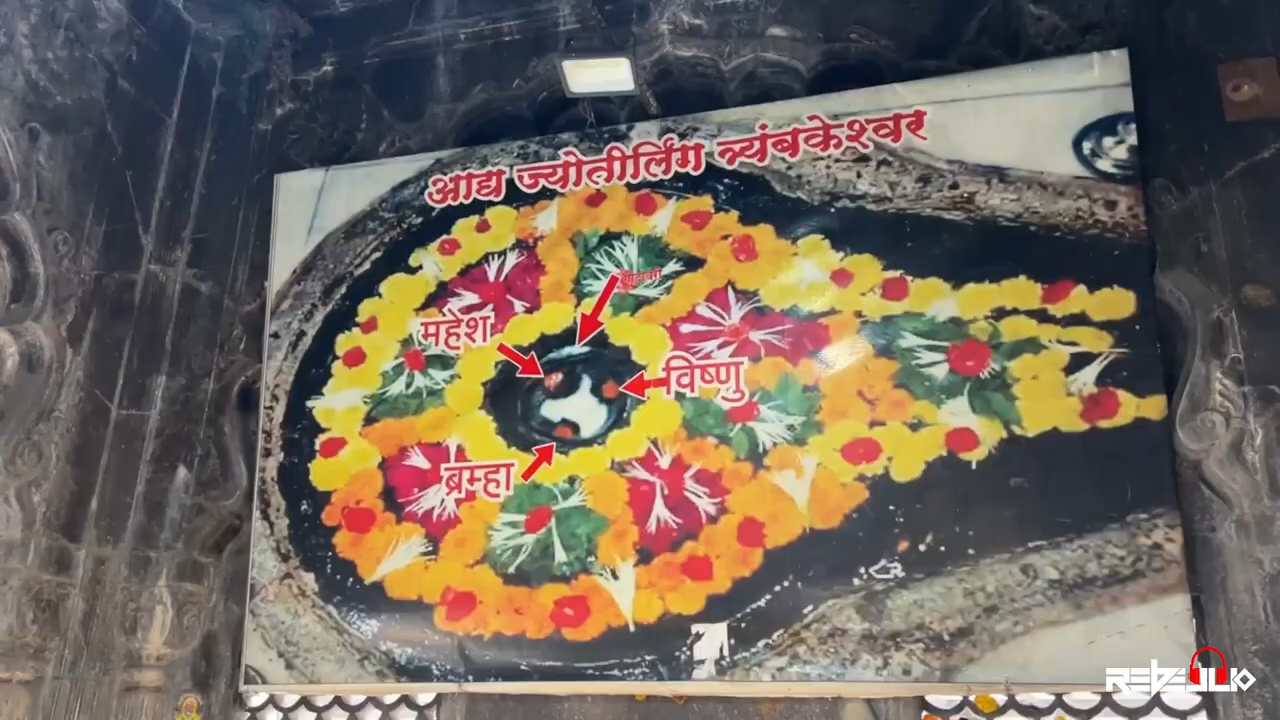 आद्य ज्योतीर्लिंग त्र्यंबकेश्वर
महेश
विष्णु
ब्रम्हा